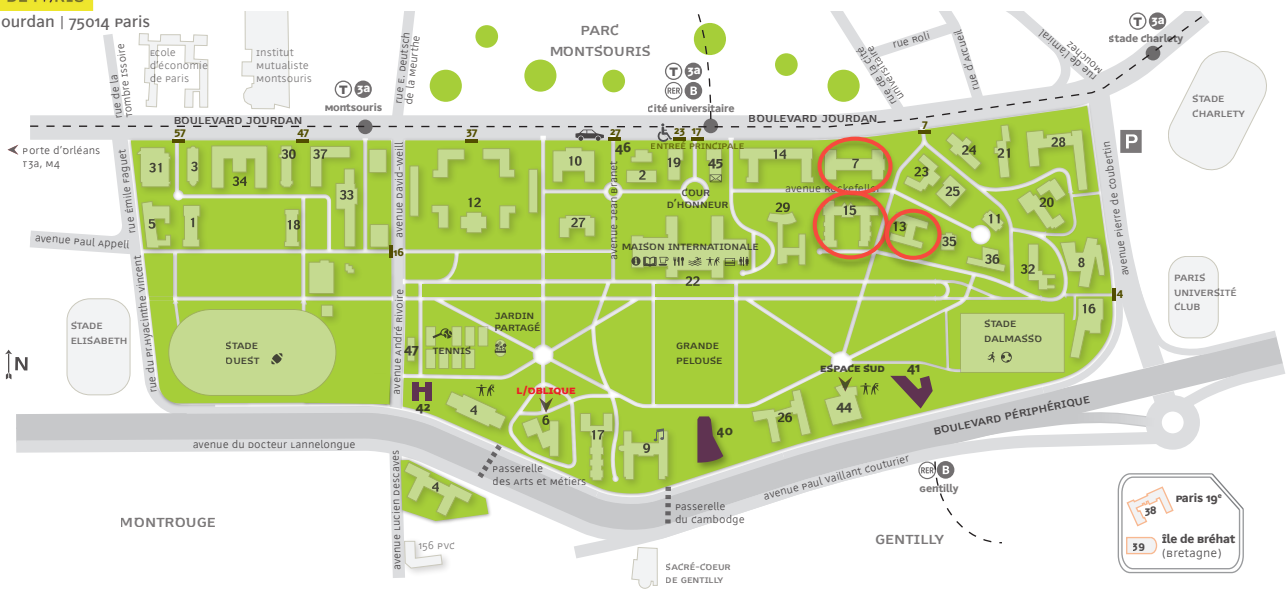 ourdan | 75014 Paris
PARC
MONTSOURIS
rue de la
Tombre Issoire
Ecole
d'économie
de Paris
Institut
Mutualiste
Montsouris
rue E. Deutsch
de la Meurthe
T 3a
Montsouris
T 3a
RER B
Cité universitaire
rue de la Cité
Universitaire
rue Roli
rue d'Arcueil
rue de l'amiral
Mouchez
T 3a
Stade Charlety
STADE
CHARLETY
BOULEVARD JOURDAN
BOULEVARD JOURDAN
Porte d'Orléans
T3a, M4
57
47
37
27
23
17
7
46
ENTRÉE PRINCIPALE
P
31
3
34
30
37
33
10
2
19
45
14
7
23
24
21
28
25
20
avenue Rockefeller
COUR
D'HONNEUR
rue Émile Faguet
avenue David-Weill
avenue Jean Branet
avenue Pierre de Coubertin
5
1
18
12
27
29
15
13
35
11
36
32
8
avenue Paul Appell
16
MAISON INTERNATIONALE
22
4
16
PARIS
UNIVERSITÉ
CLUB
rue du Pr.Hyacinthe Vincent
avenue André Rivoire
STADE
ELISABETH
STADE
OUEST
JARDIN
PARTAGÉ
TENNIS
47
GRANDE
PELOUSE
STADE
DALMASSO
N
ESPACE SUD
41
42
4
L/OBLIQUE
6
17
9
40
26
44
BOULEVARD PÉRIPHÉRIQUE
avenue du Docteur Lannelongue
Passerelle
des Arts et Métiers
avenue Paul Vaillant Couturier
RER B
Gentilly
4
avenue Lucien Descaves
Passerelle
du Cambodge
MONTROUGE
GENTILLY
156 PVC
SACRÉ-COEUR
DE GENTILLY
38
Paris 19e
39
Île de Bréhat
(Bretagne)